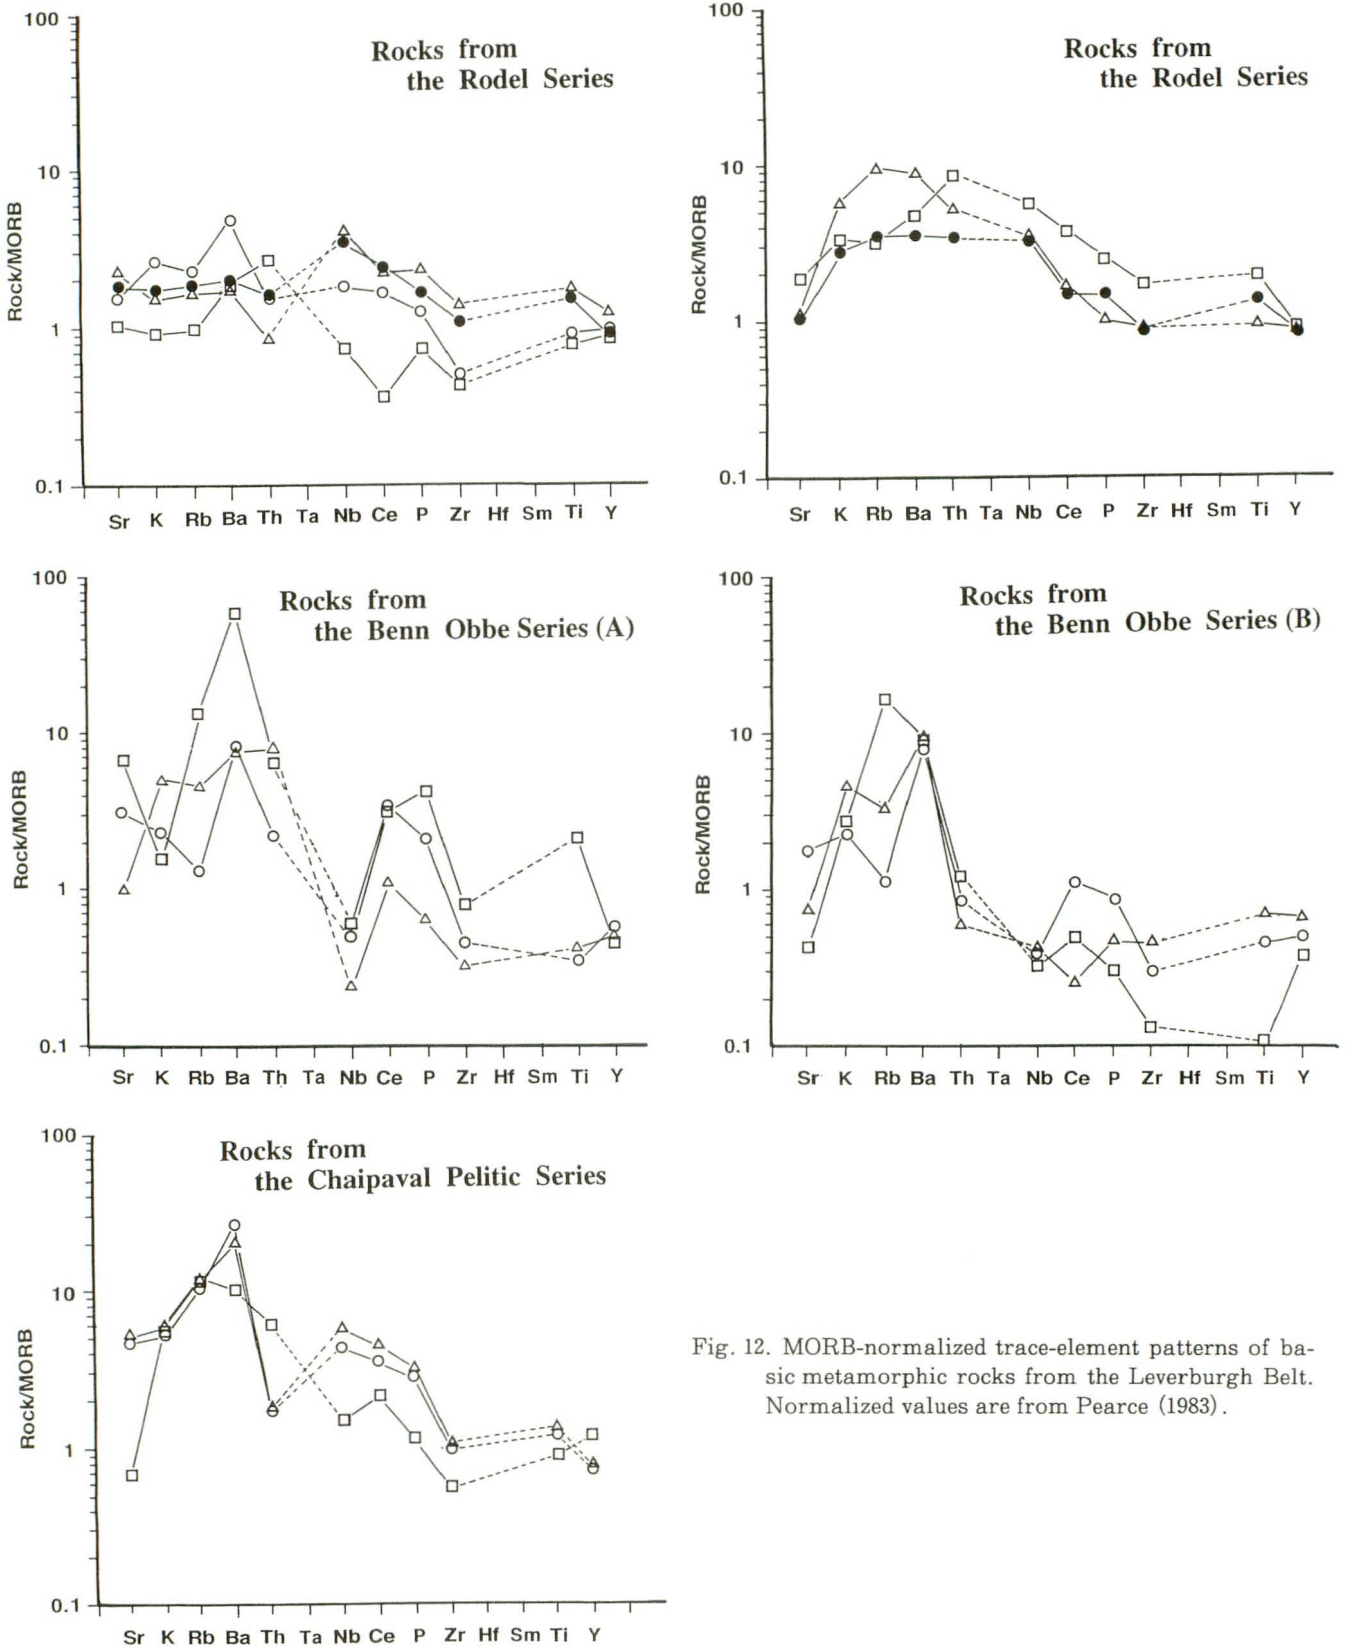 Rocks from
the Rodel Series
100
10
1
0.1
Rock/MORB
Sr K Rb Ba Th Ta Nb Ce P Zr Hf Sm Ti Y
Rocks from
the Rodel Series
100
10
1
0.1
Rock/MORB
Sr K Rb Ba Th Ta Nb Ce P Zr Hf Sm Ti Y
Rocks from
the Benn Obbe Series (A)
100
10
1
0.1
Rock/MORB
Sr K Rb Ba Th Ta Nb Ce P Zr Hf Sm Ti Y
Rocks from
the Benn Obbe Series (B)
100
10
1
0.1
Rock/MORB
Sr K Rb Ba Th Ta Nb Ce P Zr Hf Sm Ti Y
Rocks from
the Chaipaval Pelitic Series
100
10
1
0.1
Rock/MORB
Sr K Rb Ba Th Ta Nb Ce P Zr Hf Sm Ti Y
Fig. 12. MORB-normalized trace-element patterns of ba-
sic metamorphic rocks from the Leverburgh Belt.
Normalized values are from Pearce (1983).